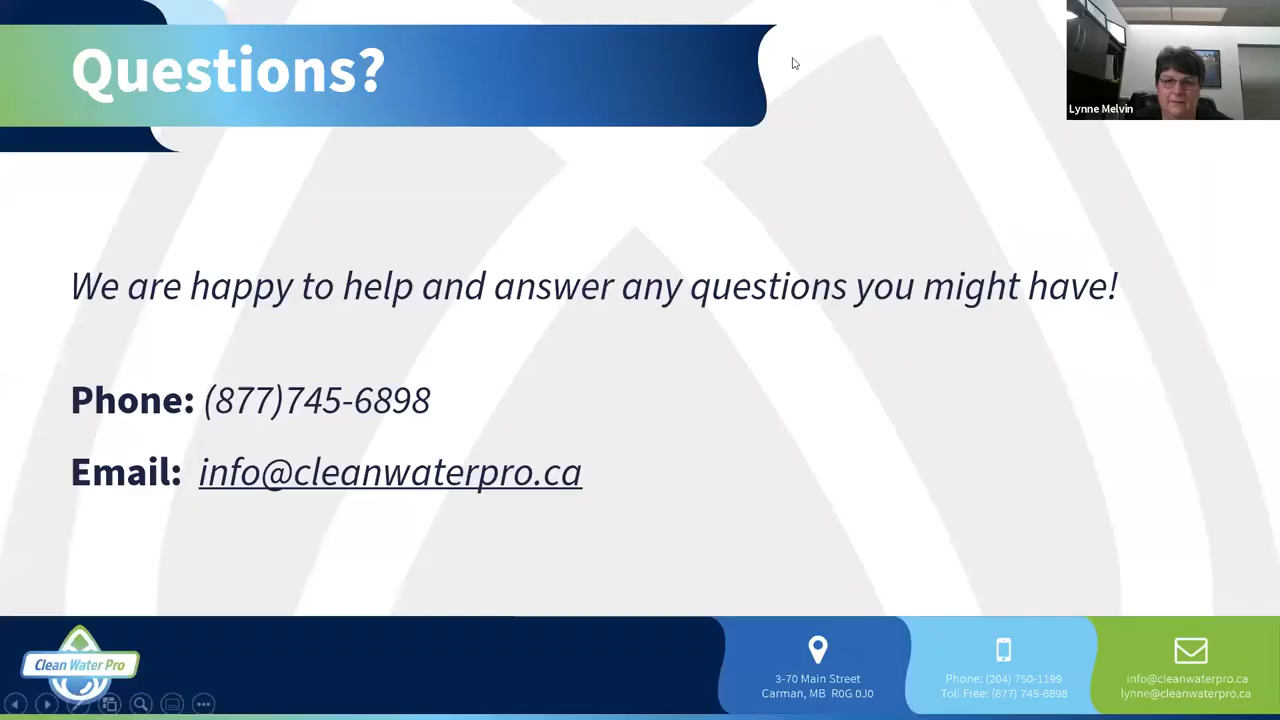 Questions?
Lynne Melvin
We are happy to help and answer any questions you might have!
Phone: (877)745-6898
Email: info@cleanwaterpro.ca
Clean Water Pro
3-70 Main Street
Carman, MB R0G 0J0
Phone: (204) 750-1199
Toll Free: (877) 745-6898
info@cleanwaterpro.ca
lynne@cleanwaterpro.ca